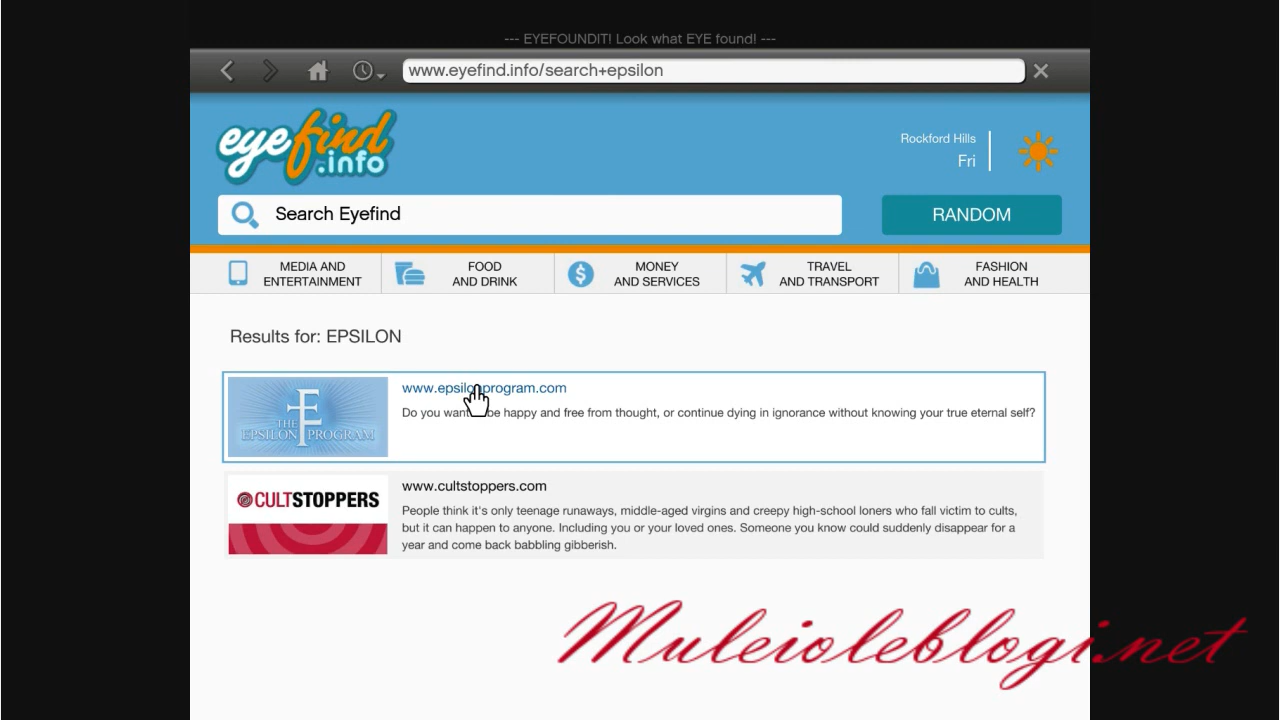 --- EYEFOUNDIT! Look what EYE found! ---
www.eyefind.info/search+epsilon
eyefind
.info
Rockford Hills
Fri
Search Eyefind
RANDOM
MEDIA AND
ENTERTAINMENT
FOOD
AND DRINK
MONEY
AND SERVICES
TRAVEL
AND TRANSPORT
FASHION
AND HEALTH
Results for: EPSILON
THE
EPSILON PROGRAM
www.epsilonprogram.com
Do you want be happy and free from thought, or continue dying in ignorance without knowing your true eternal self?
CULTSTOPPERS
www.cultstoppers.com
People think it's only teenage runaways, middle-aged virgins and creepy high-school loners who fall victim to cults,
but it can happen to anyone. Including you or your loved ones. Someone you know could suddenly disappear for a
year and come back babbling gibberish.
Muleioleblogi.net